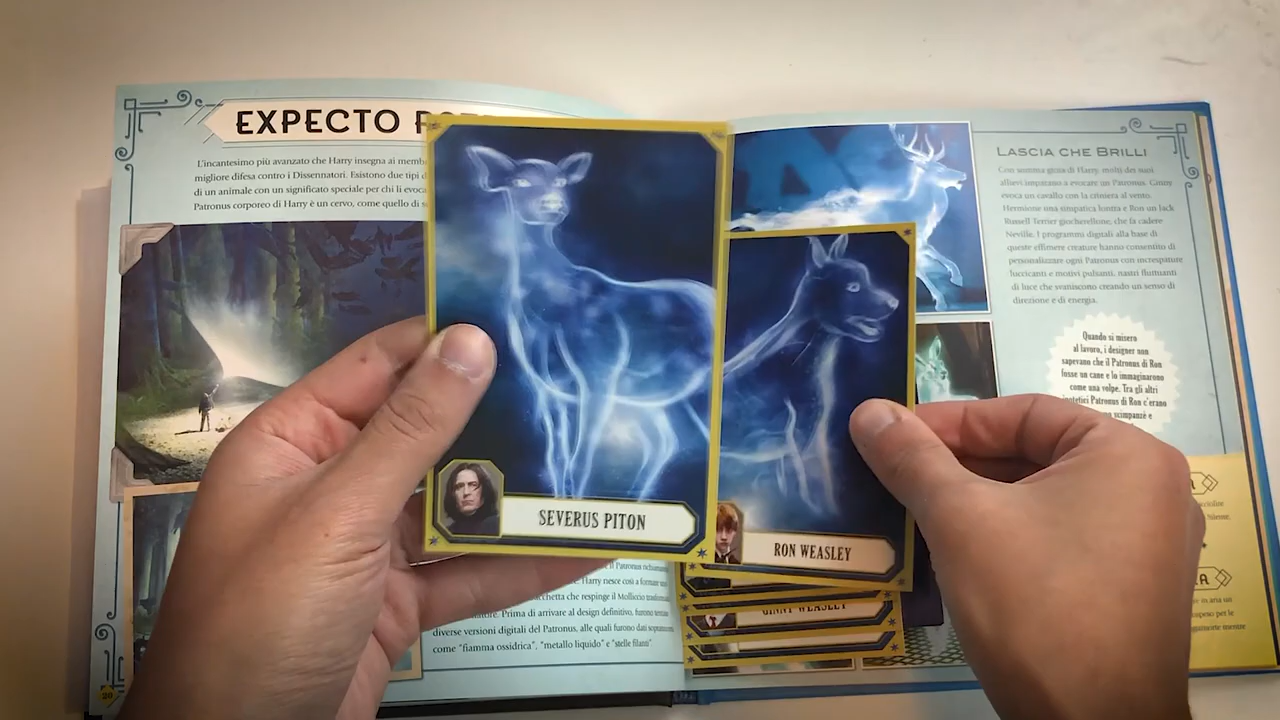 EXPECTO
L'incantesimo più avanzato che Harry insegna ai
migliore difesa contro i Dissennatori. Esistono due tipi
di un animale con un significato speciale per chi li
Patronus corporeo di Harry è un cervo, come quello di
SEVERUS PITON
RON WEASLEY
GINNY WEASLEY
il Patronus
Harry nesce così a
che respinge il Molliccio
Prima di arrivare al design definitivo, furono
diverse versioni digitali del Patronus, alle quali furono dati
come "fiamma ossidrica", "metallo liquido" e "stelle filanti".
20
LASCIA CHE BRILLI
Con somma gioia di Harry, molti dei suoi
allievi imparano a evocare un Patronus. Ginny
evoca un cavallo con la criniera al vento,
Hermione una simpatica lontra e Ron un Jack
Russell Terrier giocherellone, che fa cadere
Neville. I programmi digitali alla base di
queste effimere creature hanno consentito di
personalizzare ogni Patronus con increspature
luccicanti e motivi pulsanti, nastri fluttuanti
di luce che svaniscono creando un senso di
direzione e di energia.
Quando si misero
al lavoro, i designer non
sapevano che il Patronus di Ron
fosse un cane e lo immaginarono
come una volpe. Tra gli altri
ipotetici Patronus di Ron c'erano
scimpanzé e